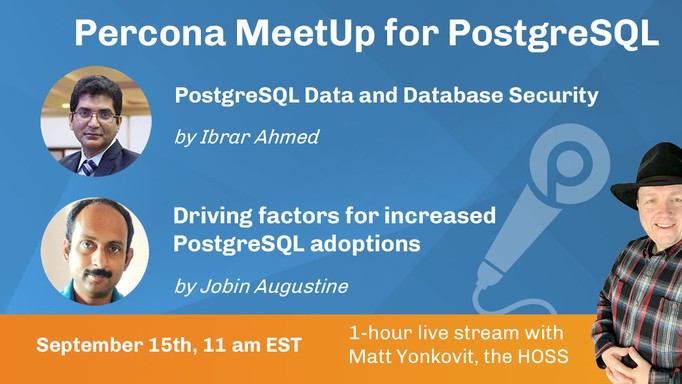 Percona MeetUp for PostgreSQL
PostgreSQL Data and Database Security
by Ibrar Ahmed
Driving factors for increased
PostgreSQL adoptions
by Jobin Augustine
September 15th, 11 am EST
1-hour live stream with
Matt Yonkovit, the HOSS